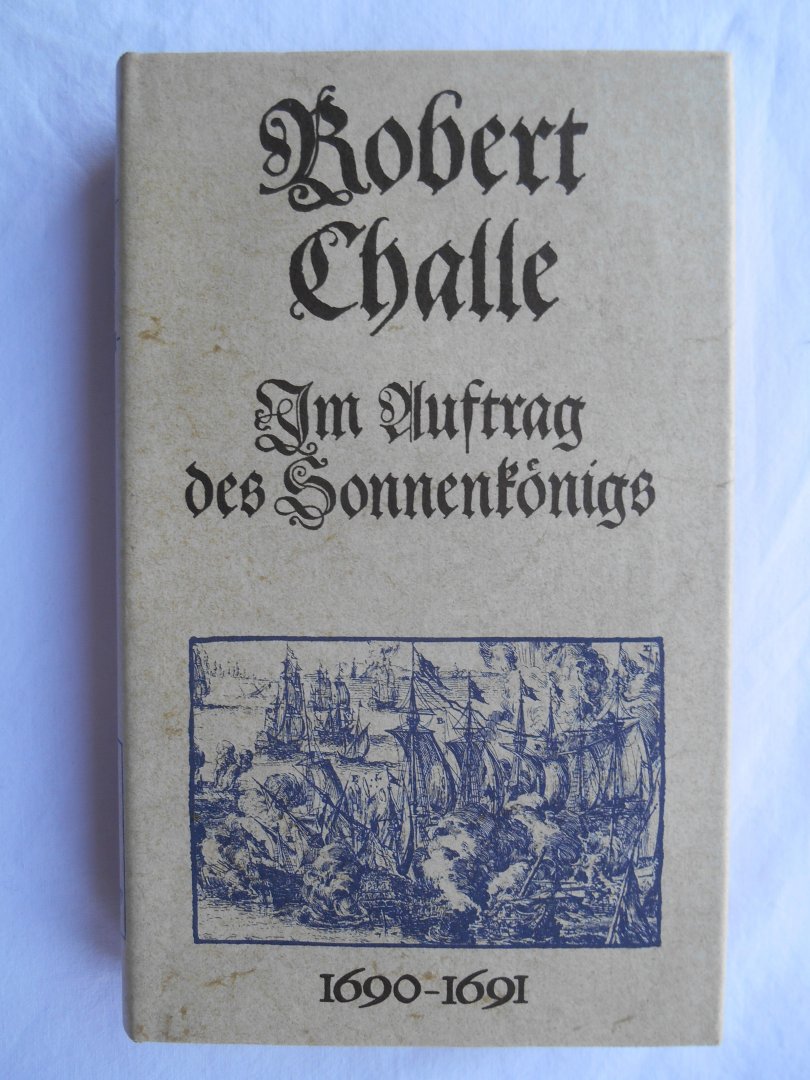 Robert
Challe
Im Auftrag
des Sonnenkönigs
1690-1691